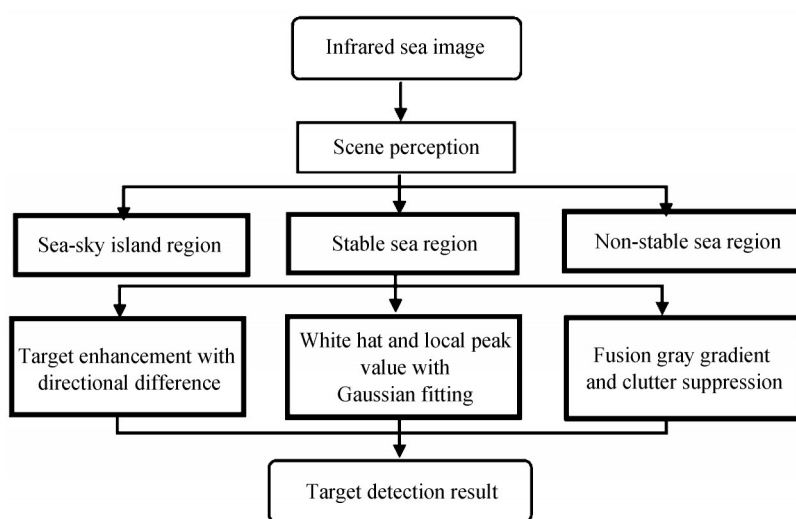 Infrared sea image
Scene perception
Sea-sky island region
Stable sea region
Non-stable sea region
Target enhancement with
directional difference
White hat and local peak
value with
Gaussian fitting
Fusion gray gradient
and clutter suppression
Target detection result